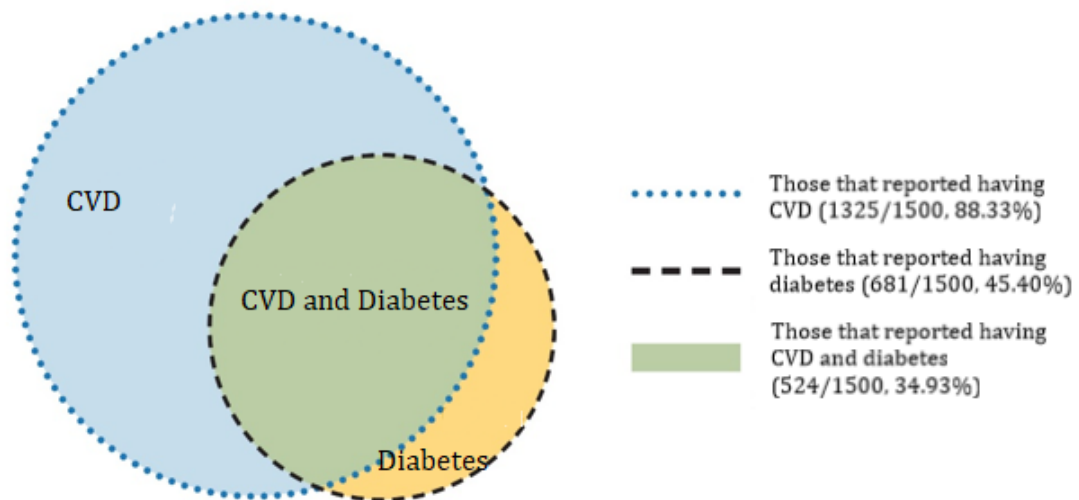 CVD
CVD and Diabetes
Diabetes
Those that reported having
CVD (1325/1500, 88.33%)
Those that reported having
diabetes (681/1500, 45.40%)
Those that reported having
CVD and diabetes
(524/1500, 34.93%)